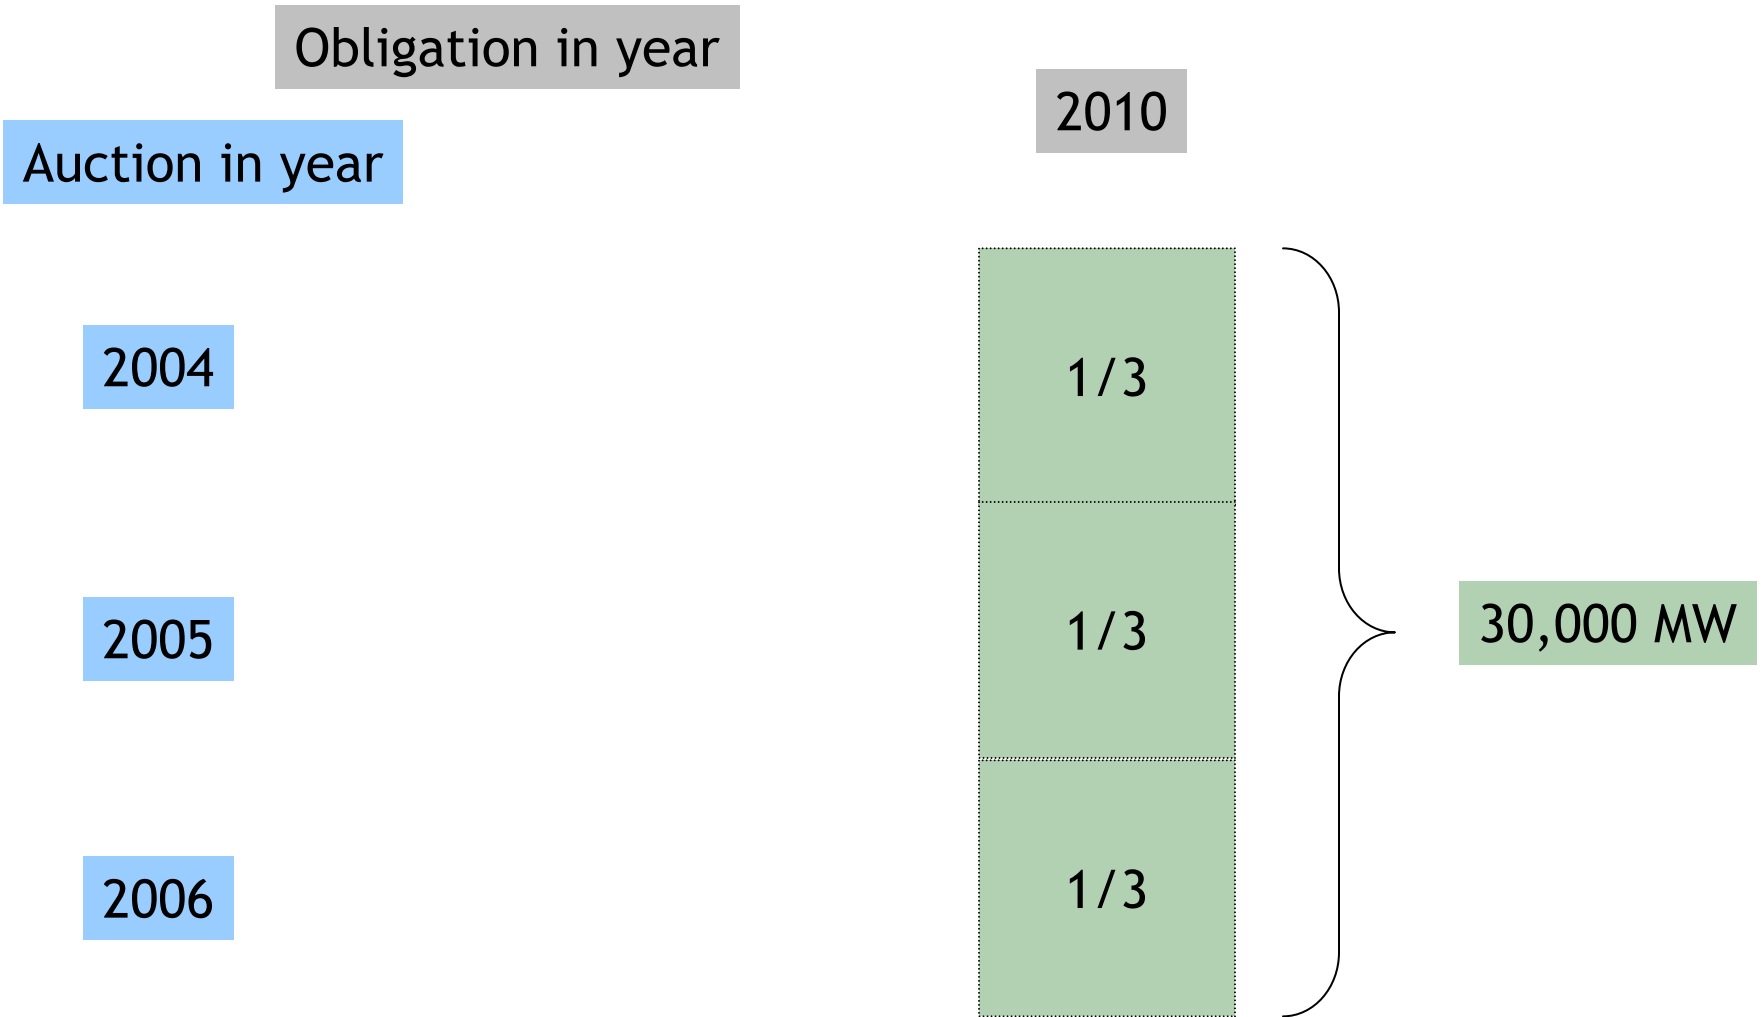 Obligation in year
2010
Auction in year
2004
1/3
2005
1/3
30,000 MW
2006
1/3